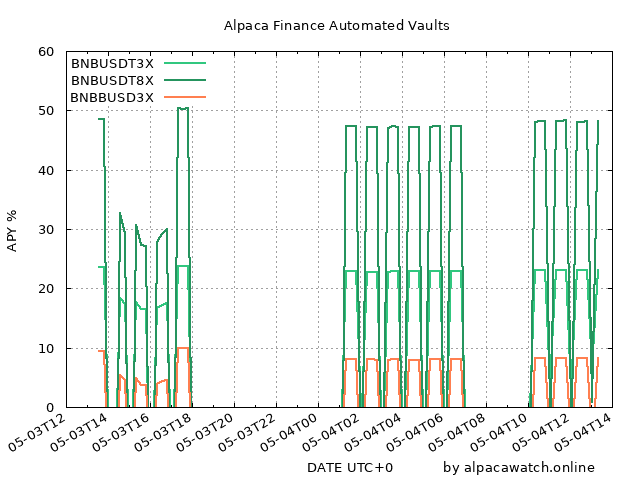 Alpaca Finance Automated Vaults
60
50
40
30
20
10
0
APY %
BNBUSDT3X
BNBUSDT8X
BNBBUSD3X
05-03T12
05-03T14
05-03T16
05-03T18
05-03T20
05-03T22
05-04T00
05-04T02
05-04T04
05-04T06
05-04T08
05-04T10
05-04T12
05-04T14
DATE UTC+0 by alpacawatch.online